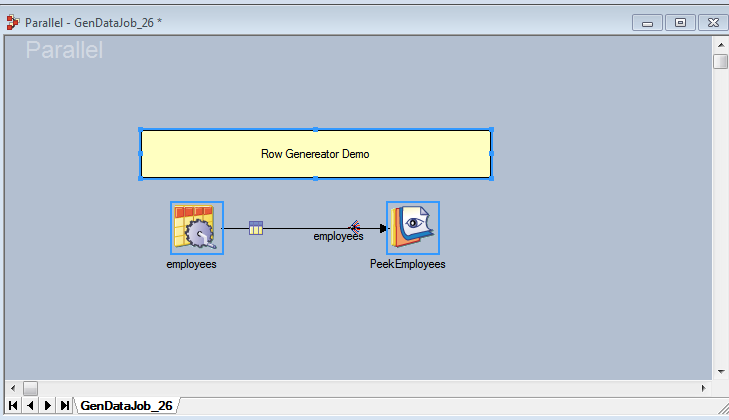 Parallel - GenDataJob_26 *
Parallel
Row Genereator Demo
employees
employees
PeekEmployees
GenDataJob_26